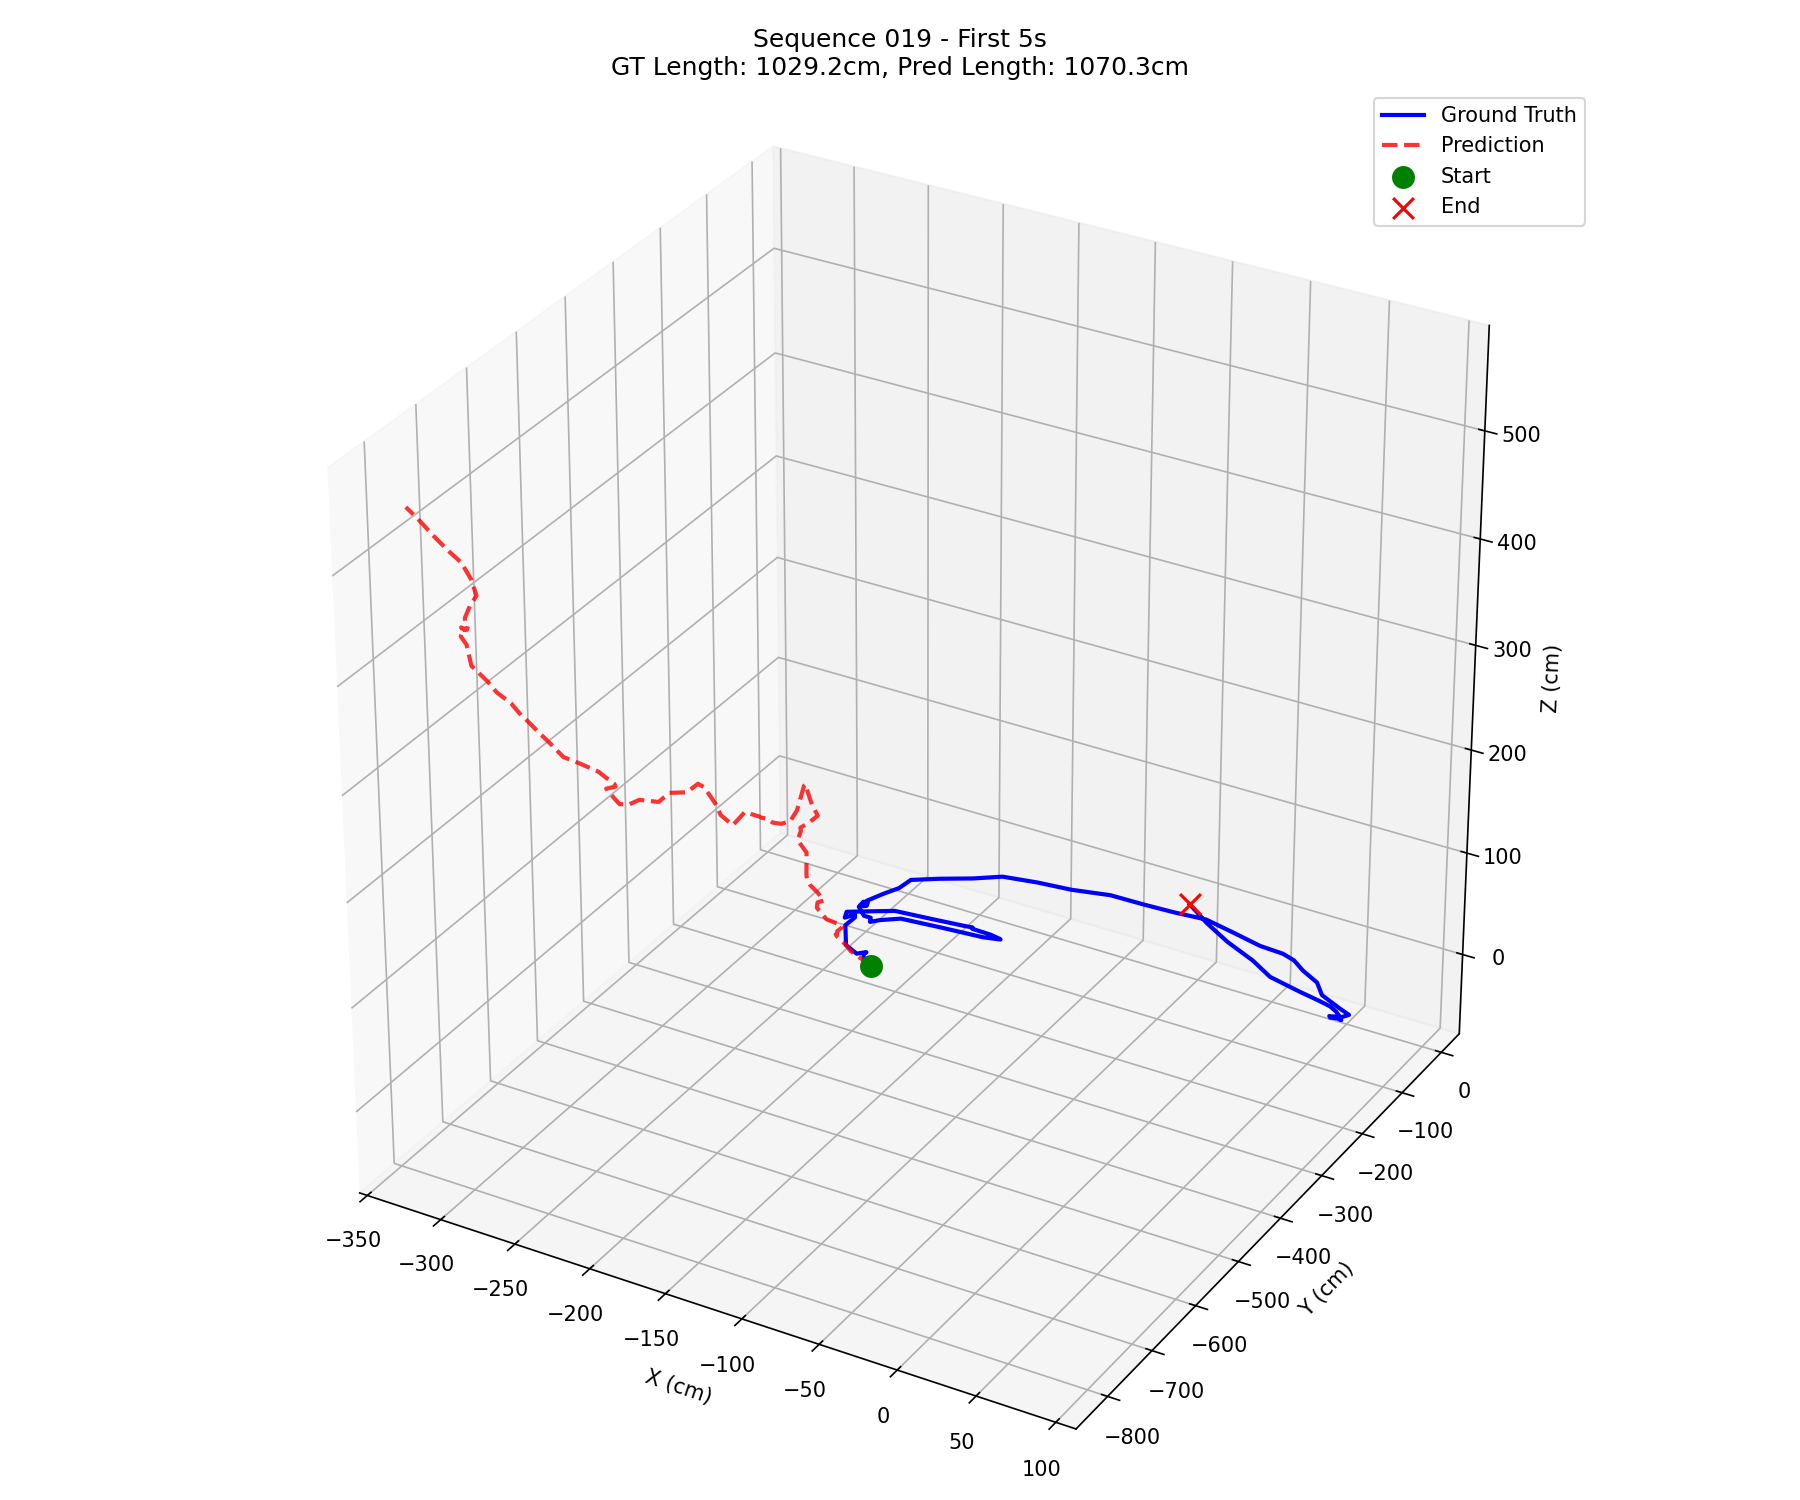 Sequence 019 - First 5s
GT Length: 1029.2cm, Pred Length: 1070.3cm
Ground Truth
Prediction
Start
End
500
400
300
200
100
0
Z (cm)
0
−100
−200
−300
−400
−500
−600
−700
−800
Y (cm)
−350
−300
−250
−200
−150
−100
−50
0
50
100
X (cm)